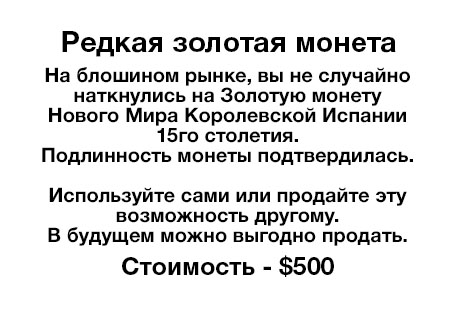 Редкая золотая монета
На блошином рынке, вы не случайно
наткнулись на Золотую монету
Нового Мира Королевской Испании
15го столетия.
Подлинность монеты подтвердилась.
Используйте сами или продайте эту
возможность другому.
В будущем можно выгодно продать.
Стоимость - $500